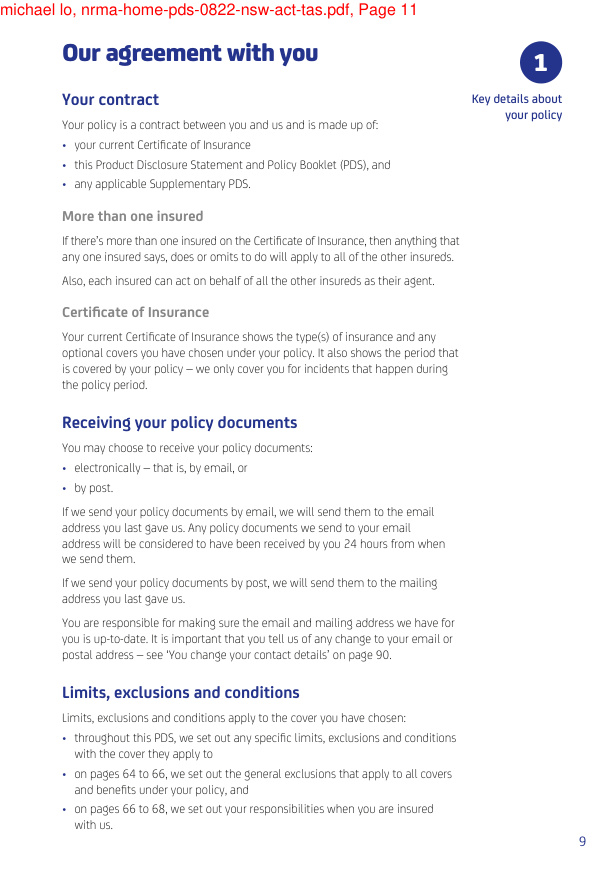 michael lo, nrma-home-pds-0822-nsw-act-tas.pdf, Page 11
Our agreement with you
1
Key details about
your policy
Your contract
Your policy is a contract between you and us and is made up of:
• your current Certificate of Insurance
• this Product Disclosure Statement and Policy Booklet (PDS), and
• any applicable Supplementary PDS.
More than one insured
If there's more than one insured on the Certificate of Insurance, then anything that
any one insured says, does or omits to do will apply to all of the other insureds.
Also, each insured can act on behalf of all the other insureds as their agent.
Certificate of Insurance
Your current Certificate of Insurance shows the type(s) of insurance and any
optional covers you have chosen under your policy. It also shows the period that
is covered by your policy – we only cover you for incidents that happen during
the policy period.
Receiving your policy documents
You may choose to receive your policy documents:
• electronically – that is, by email, or
• by post.
If we send your policy documents by email, we will send them to the email
address you last gave us. Any policy documents we send to your email
address will be considered to have been received by you 24 hours from when
we send them.
If we send your policy documents by post, we will send them to the mailing
address you last gave us.
You are responsible for making sure the email and mailing address we have for
you is up-to-date. It is important that you tell us of any change to your email or
postal address – see 'You change your contact details' on page 90.
Limits, exclusions and conditions
Limits, exclusions and conditions apply to the cover you have chosen:
• throughout this PDS, we set out any specific limits, exclusions and conditions
with the cover they apply to
• on pages 64 to 66, we set out the general exclusions that apply to all covers
and benefits under your policy, and
• on pages 66 to 68, we set out your responsibilities when you are insured
with us.
9